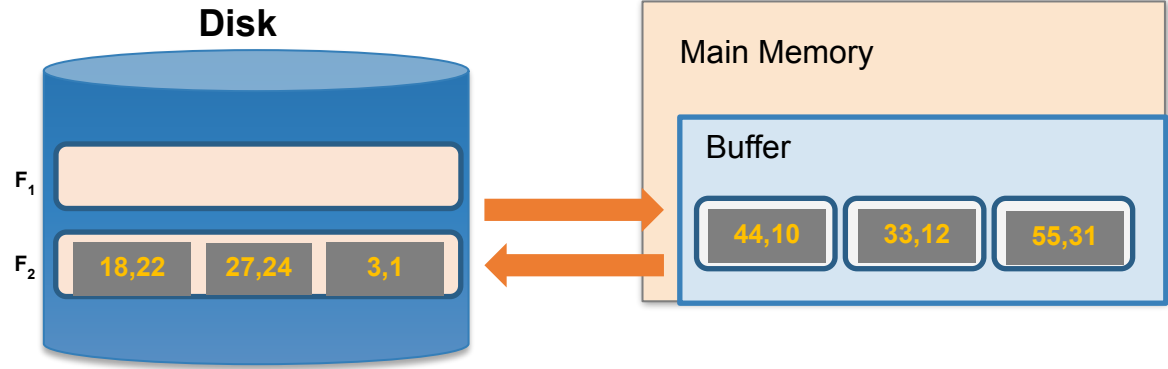 Disk
Main Memory
Buffer
F1
44,10 33,12 55,31
F2
18,22 27,24 3,1